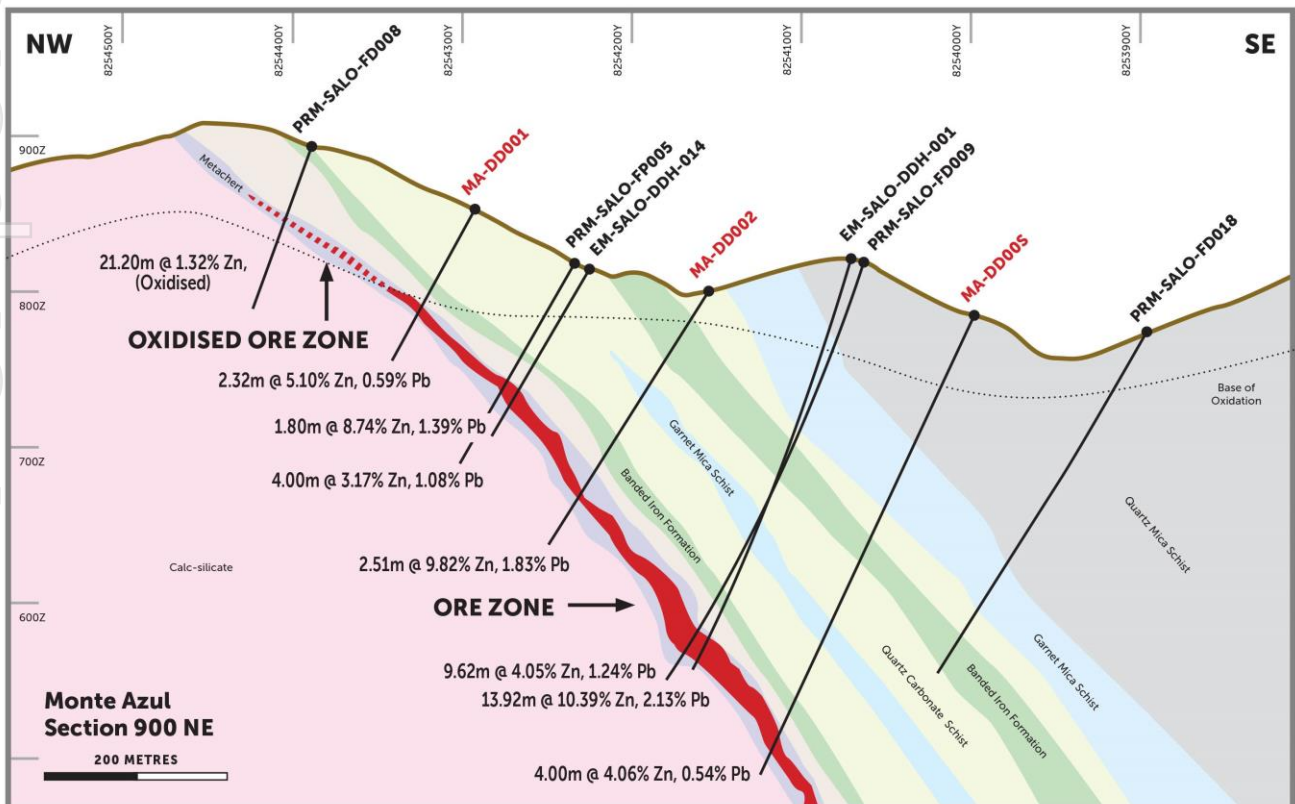 NW
8254500Y
8254400Y
8254300Y
8254200Y
8254100Y
8254000Y
8253900Y
SE
PRM-SALO-FD008
MA-DD001
PRM-SALO-FP005
EM-SALO-DDH-014
MA-DD002
EM-SALO-DDH-001
PRM-SALO-FD009
MA-DD00S
PRM-SALO-FD018
900Z
800Z
700Z
600Z
Metachert
21.20m @ 1.32% Zn,
(Oxidised)
OXIDISED ORE ZONE
2.32m @ 5.10% Zn, 0.59% Pb
1.80m @ 8.74% Zn, 1.39% Pb
4.00m @ 3.17% Zn, 1.08% Pb
2.51m @ 9.82% Zn, 1.83% Pb
ORE ZONE
9.62m @ 4.05% Zn, 1.24% Pb
13.92m @ 10.39% Zn, 2.13% Pb
4.00m @ 4.06% Zn, 0.54% Pb
Base of
Oxidation
Garnet Mica Schist
Banded Iron Formation
Quartz Mica Schist
Calc-silicate
Quartz Carbonate Schist
Banded Iron Formation
Garnet Mica Schist
Monte Azul
Section 900 NE
200 METRES